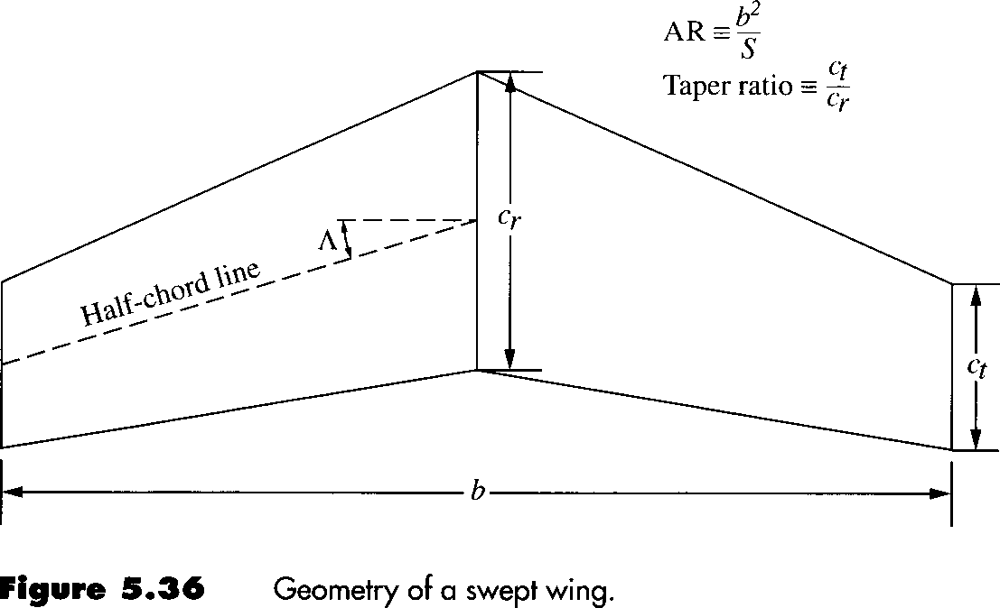 AR ≡ b²/S
Taper ratio ≡ cₜ/cᵣ
cᵣ
Λ
Half-chord line
cₜ
b
Figure 5.36 Geometry of a swept wing.